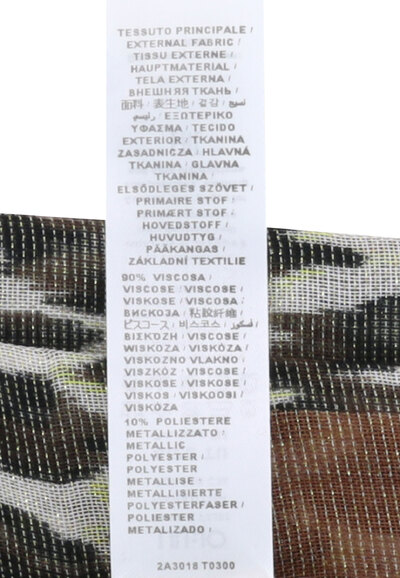 TESSUTO PRINCIPALE /
EXTERNAL FABRIC /
TISSU EXTERNE /
HAUPTMATERIAL /
TELA EXTERNA /
ВНЕШНЯЯ ТКАНЬ /
面料 / 表生地 / 겉감 / نسيج
رئيسي / ΕΞΩΤΕΡΙΚΟ
ΥΦΑΣΜΑ / TECIDO
EXTERIOR / TKANINA
ZASADNICZA / HLAVNÁ
TKANINA / GLAVNA
TKANINA /
ELSŐDLEGES SZÖVET /
PRIMAIRE STOF /
PRIMÆRT STOF /
HOVEDSTOFF /
HUVUDTYG /
PÄÄKANGAS /
ZÁKLADNÍ TEXTILIE
90% VISCOSA /
VISCOSE / VISCOSE /
VISKOSE / VISCOSA /
ВИСКОЗА / 粘胶纤维 /
ビスコース / 비스코스 / فسكوز /
ΒΙΣΚΟΖΗ / VISCOSE /
WISKOZA / VISKÓZA /
VISKOZNO VLAKNO /
VISZKÓZ / VISCOSE /
VISKOSE / VISKOSE /
VISKOS / VISKOOSI /
VISKÓZA
10% POLIESTERE
METALLIZZATO /
METALLIC
POLYESTER /
POLYESTER
METALLISE /
METALLISIERTE
POLYESTERFASER /
POLIESTER
METALIZADO /
2A3018 T0300